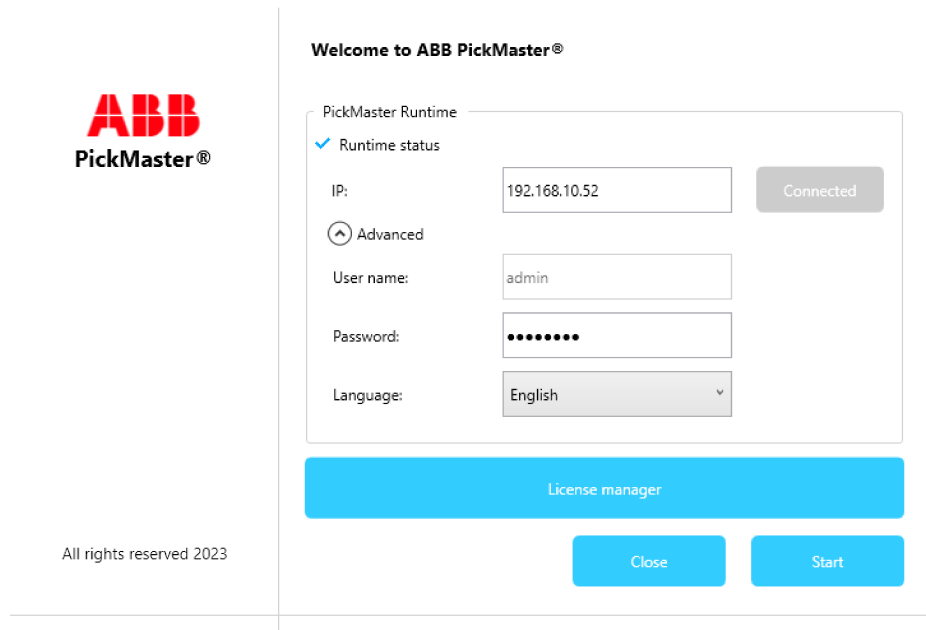 ABB
PickMaster®
All rights reserved 2023
Welcome to ABB PickMaster®
PickMaster Runtime
Runtime status
IP: 192.168.10.52 Connected
Advanced
User name: admin
Password: ••••••••
Language: English
License manager
Close Start